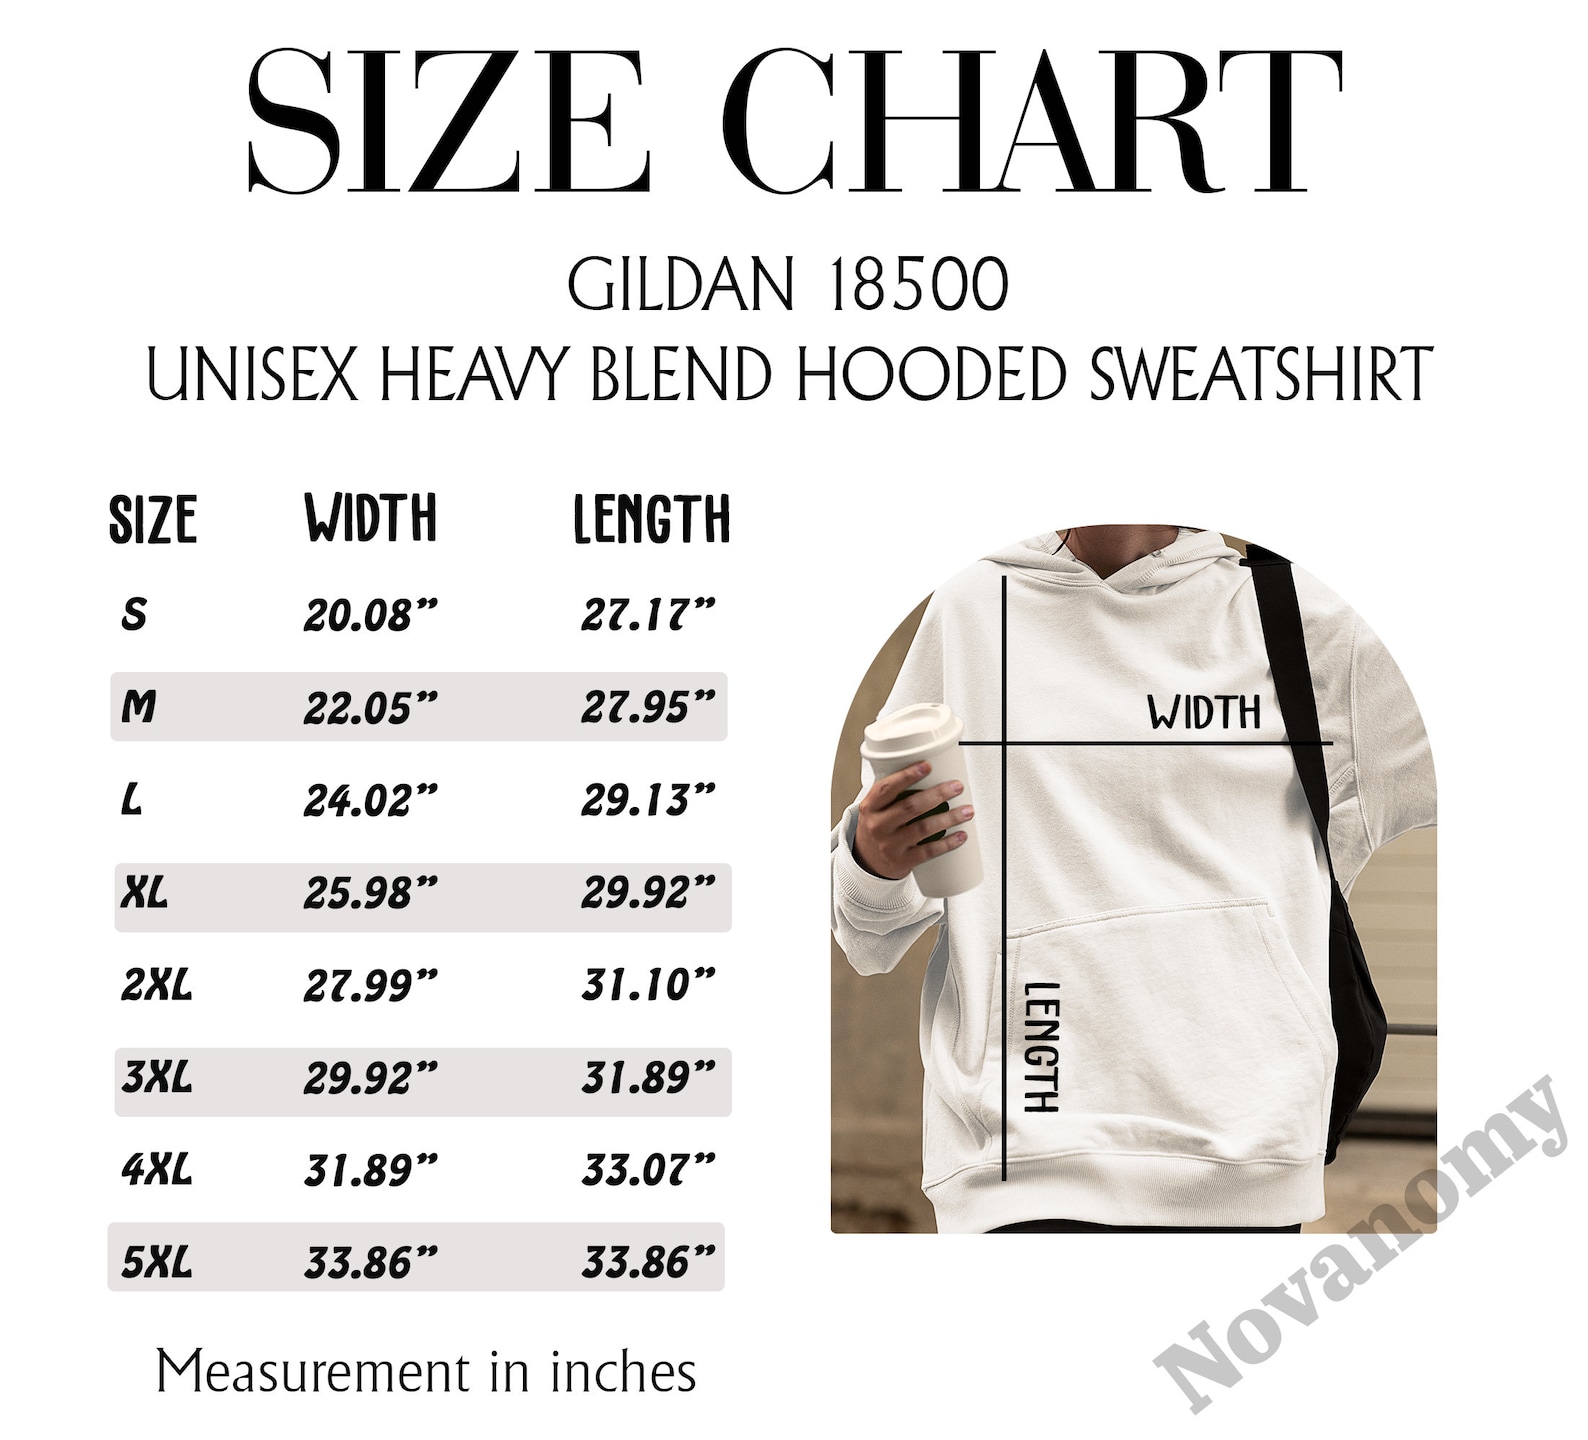 SIZE CHART
GILDAN 18500
UNISEX HEAVY BLEND HOODED SWEATSHIRT
SIZE WIDTH LENGTH
S 20.08” 27.17”
M 22.05” 27.95”
L 24.02” 29.13”
XL 25.98” 29.92”
2XL 27.99” 31.10”
3XL 29.92” 31.89”
4XL 31.89” 33.07”
5XL 33.86” 33.86”
Measurement in inches
WIDTH
LENGTH
Novanomy